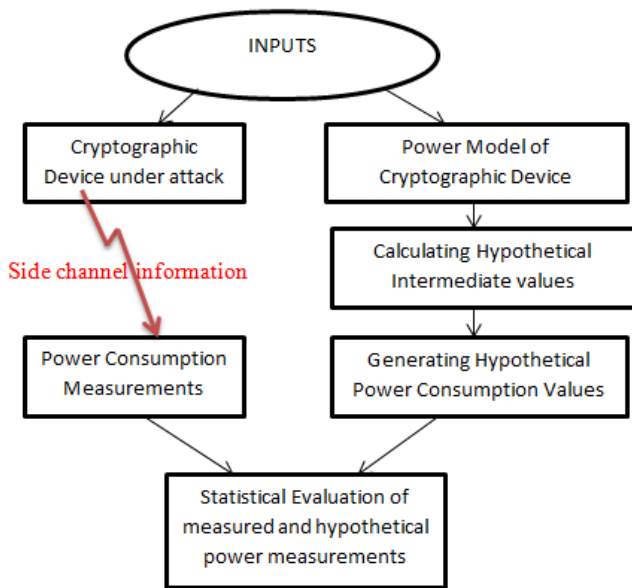 INPUTS
Cryptographic
Device under attack
Power Model of
Cryptographic Device
Side channel information
Calculating Hypothetical
Intermediate values
Power Consumption
Measurements
Generating Hypothetical
Power Consumption Values
Statistical Evaluation of
measured and hypothetical
power measurements